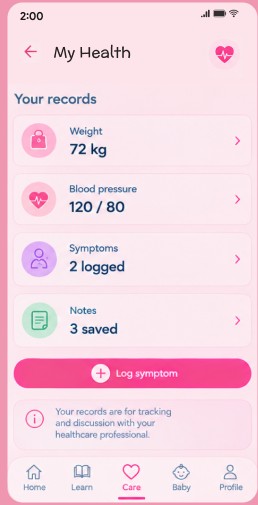 2:00
My Health
Your records
Weight
72 kg
Blood pressure
120 / 80
Symptoms
2 logged
Notes
3 saved
Log symptom
Your records are for tracking
and discussion with your
healthcare professional.
Home Learn Care Baby Profile